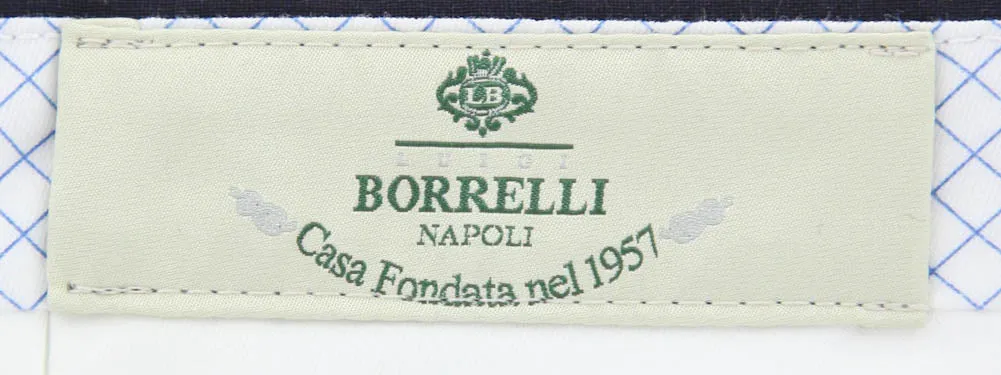 LB
LUIGI
BORRELLI
NAPOLI
Casa Fondata nel 1957